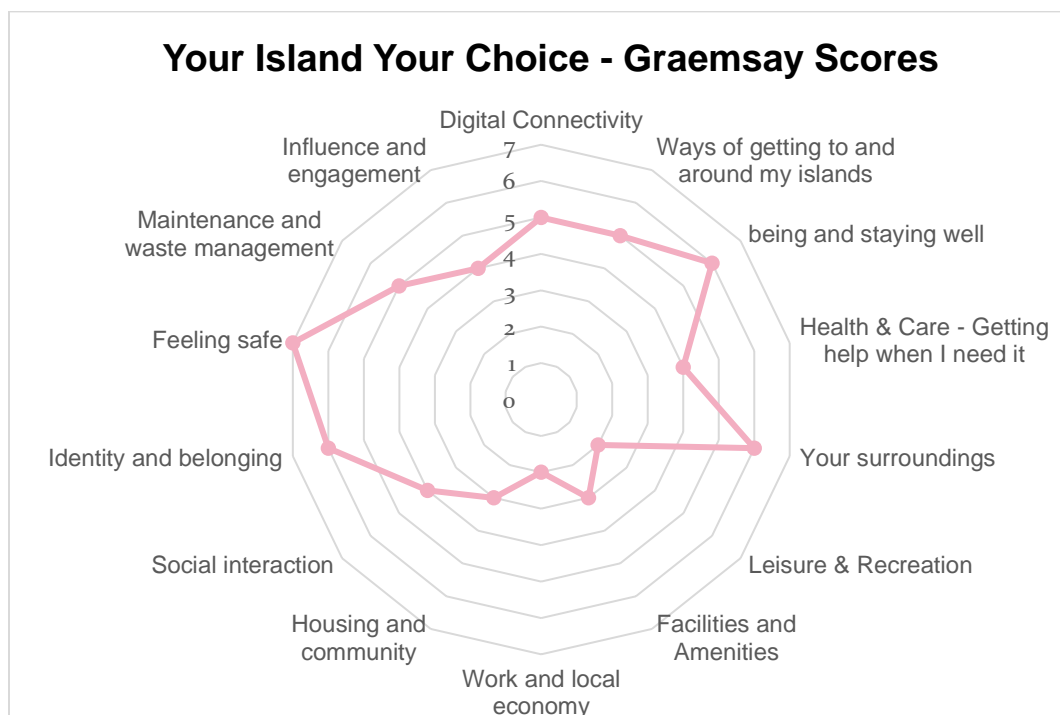 Your Island Your Choice - Graemsay Scores
Digital Connectivity
Ways of getting to and
around my islands
being and staying well
Health & Care - Getting
help when I need it
Your surroundings
Leisure & Recreation
Facilities and
Amenities
Work and local
economy
Housing and
community
Social interaction
Identity and belonging
Feeling safe
Maintenance and
waste management
Influence and
engagement
7
6
5
4
3
2
1
0